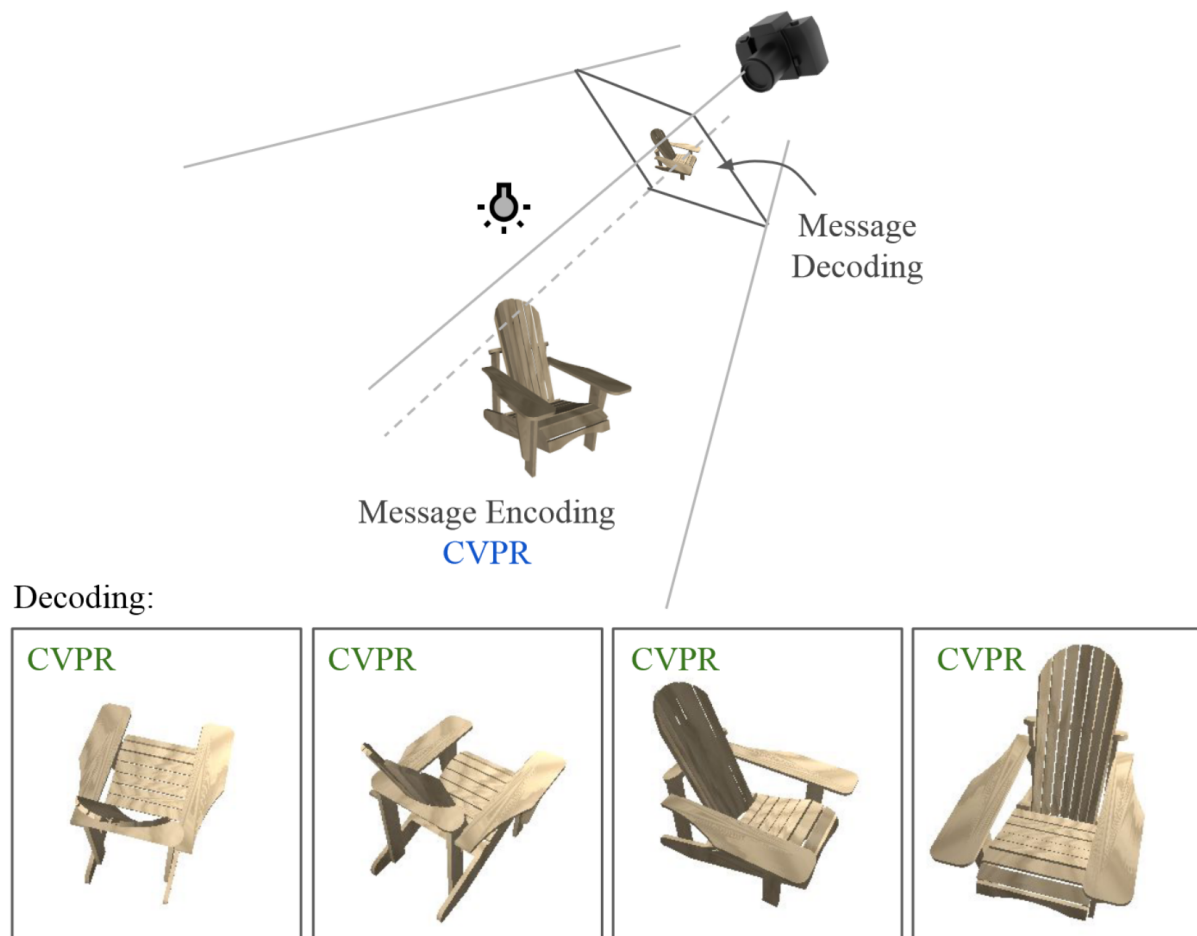 Message
Decoding
Message Encoding
CVPR
Decoding:
CVPR
CVPR
CVPR
CVPR